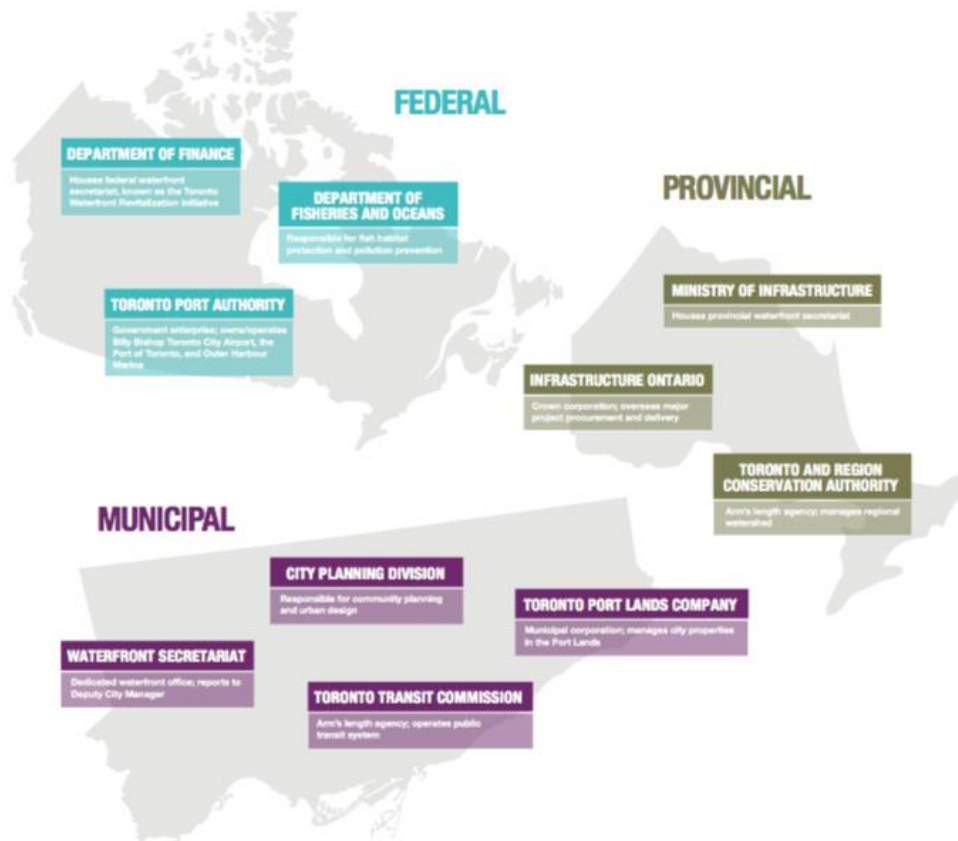 FEDERAL
DEPARTMENT OF FINANCE
Houses federal waterfront
secretariat, known as the Toronto
Waterfront Revitalization Initiative
DEPARTMENT OF
FISHERIES AND OCEANS
Responsible for fish habitat
protection and pollution prevention
TORONTO PORT AUTHORITY
Government enterprise; owns/operates
Billy Bishop Toronto City Airport, the
Port of Toronto, and Outer Harbour
Marina
PROVINCIAL
MINISTRY OF INFRASTRUCTURE
Houses provincial waterfront secretariat
INFRASTRUCTURE ONTARIO
Crown corporation; oversees major
project procurement and delivery
TORONTO AND REGION
CONSERVATION AUTHORITY
Arm's length agency; manages regional
watershed
MUNICIPAL
CITY PLANNING DIVISION
Responsible for community planning
and urban design
TORONTO PORT LANDS COMPANY
Municipal corporation; manages city properties
in the Port Lands
WATERFRONT SECRETARIAT
Dedicated waterfront office; reports to
Deputy City Manager
TORONTO TRANSIT COMMISSION
Arm's length agency; operates public
transit system